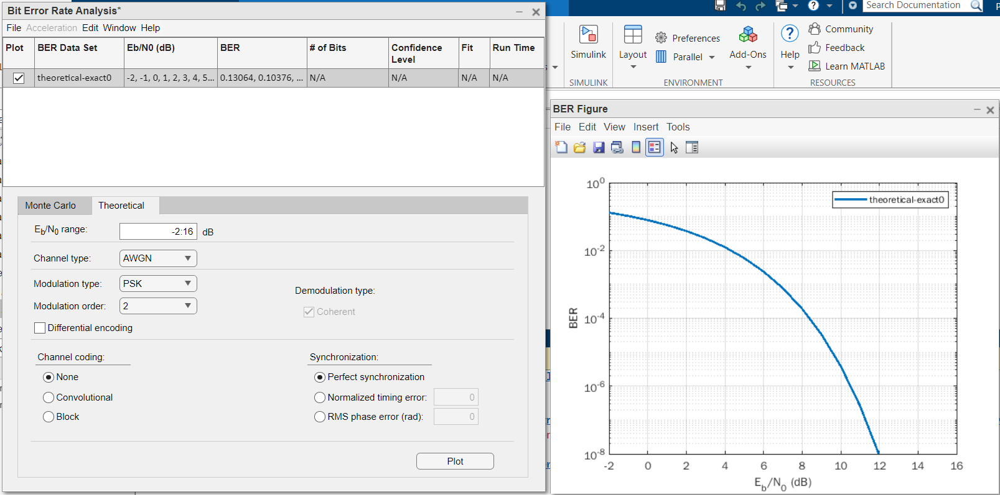 Bit Error Rate Analysis*
File Acceleration Edit Window Help
Plot BER Data Set Eb/N0 (dB) BER # of Bits Confidence Level Fit Run Time
theoretical-exact0 -2, -1, 0, 1, 2, 3, 4, 5... 0.13064, 0.10376, ... N/A N/A N/A N/A
Monte Carlo Theoretical
Eb/N0 range: -2:16 dB
Channel type: AWGN
Modulation type: PSK
Demodulation type:
Modulation order: 2
Coherent
Differential encoding
Channel coding: Synchronization:
None Perfect synchronization
Convolutional Normalized timing error: 0
Block RMS phase error (rad): 0
Plot
Search Documentation
Simulink
Layout
Preferences
Parallel
Add-Ons
Help
Community
Feedback
Learn MATLAB
SIMULINK ENVIRONMENT RESOURCES
BER Figure
File Edit View Insert Tools
theoretical-exact0
BER
10^0
10^-2
10^-4
10^-6
10^-8
-2 0 2 4 6 8 10 12 14 16
Eb/N0 (dB)